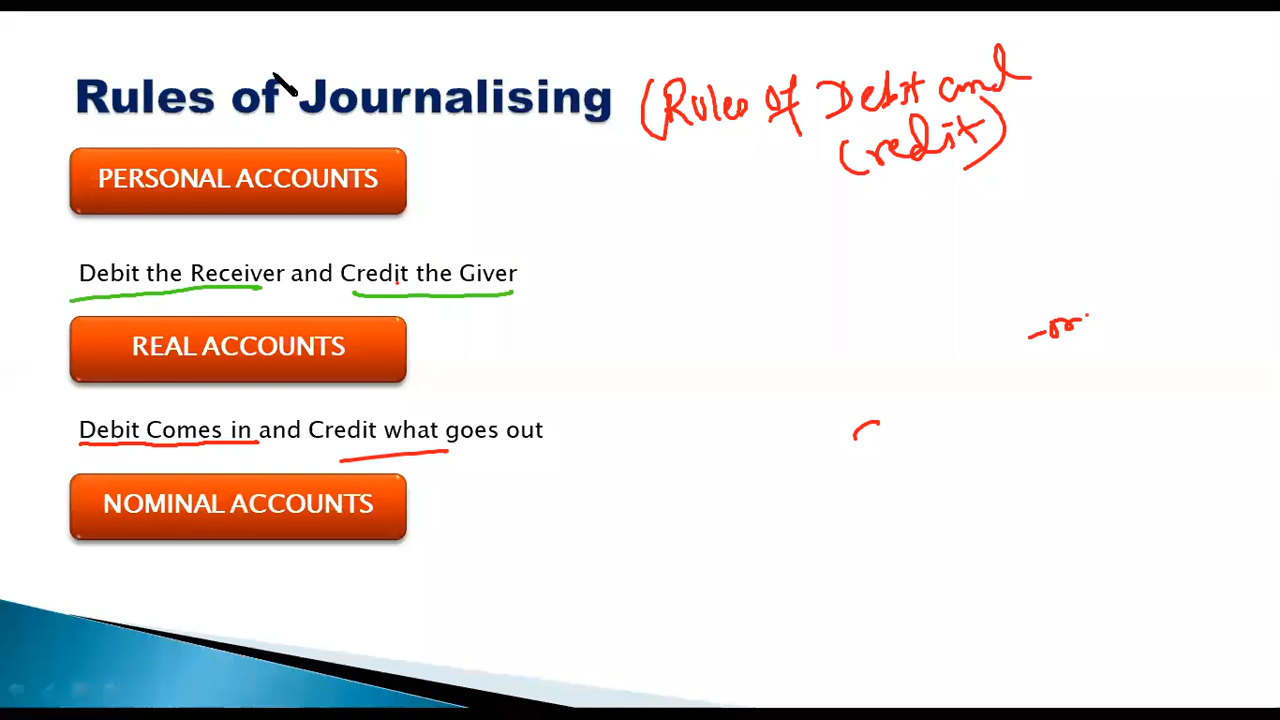 Rules of Journalising (Rules of Debit and
credit)
PERSONAL ACCOUNTS
Debit the Receiver and Credit the Giver
REAL ACCOUNTS
Debit Comes in and Credit what goes out
NOMINAL ACCOUNTS